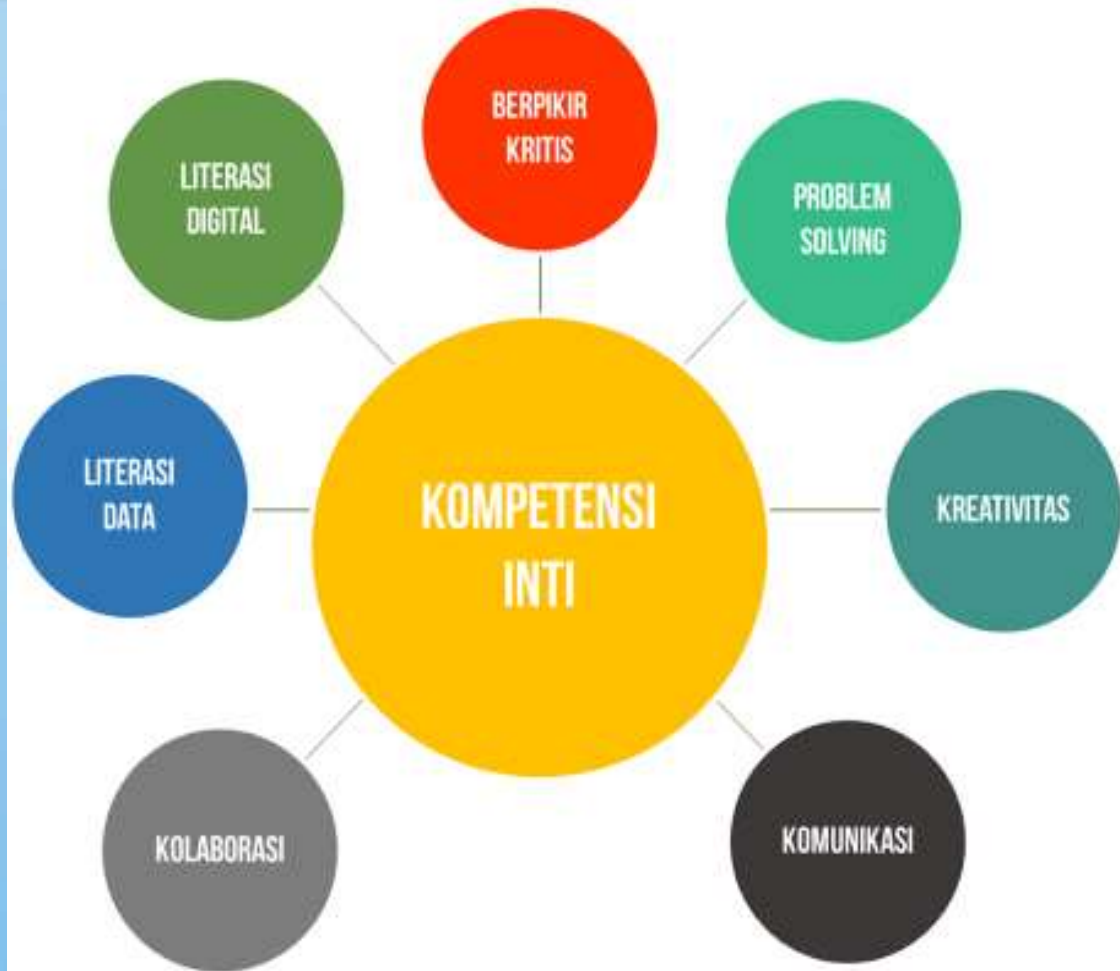 BERPIKIR
KRITIS
LITERASI
DIGITAL
PROBLEM
SOLVING
LITERASI
DATA
KOMPETENSI
INTI
KREATIVITAS
KOLABORASI
KOMUNIKASI